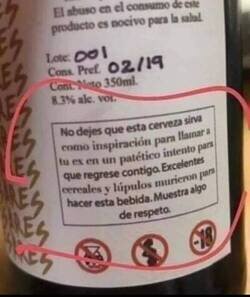 El abuso en el consumo de este
producto es nocivo para la salud.
Lote: 001
Cons. Pref. 02/19
Cont. Neto 350ml.
8.3% alc. vol.
No dejes que esta cerveza sirva
como inspiración para llamar a
tu ex en un patético intento para
que regrese contigo. Excelentes
cereales y lúpulos murieron para
hacer esta bebida. Muestra algo
de respeto.
-18